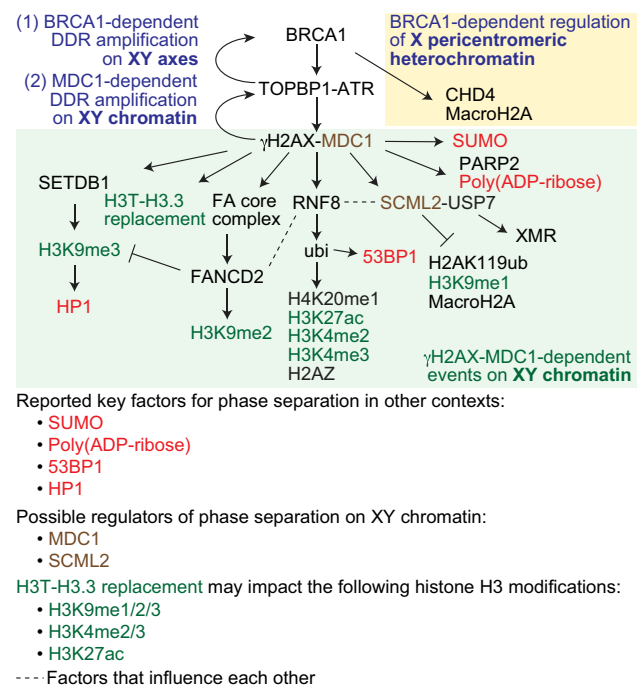 (1) BRCA1-dependent
DDR amplification
on XY axes
BRCA1
BRCA1-dependent regulation
of X pericentromeric
heterochromatin
(2) MDC1-dependent
DDR amplification
on XY chromatin
TOPBP1-ATR
CHD4
MacroH2A
γH2AX-MDC1
SUMO
PARP2
Poly(ADP-ribose)
SETDB1
H3T-H3.3
replacement
FA core
complex
RNF8
SCML2-USP7
XMR
H3K9me3
FANCD2
ubi
53BP1
H2AK119ub
H3K9me1
MacroH2A
HP1
H3K9me2
H4K20me1
H3K27ac
H3K4me2
H3K4me3
H2AZ
γH2AX-MDC1-dependent
events on XY chromatin
Reported key factors for phase separation in other contexts:
• SUMO
• Poly(ADP-ribose)
• 53BP1
• HP1
Possible regulators of phase separation on XY chromatin:
• MDC1
• SCML2
H3T-H3.3 replacement may impact the following histone H3 modifications:
• H3K9me1/2/3
• H3K4me2/3
• H3K27ac
---- Factors that influence each other